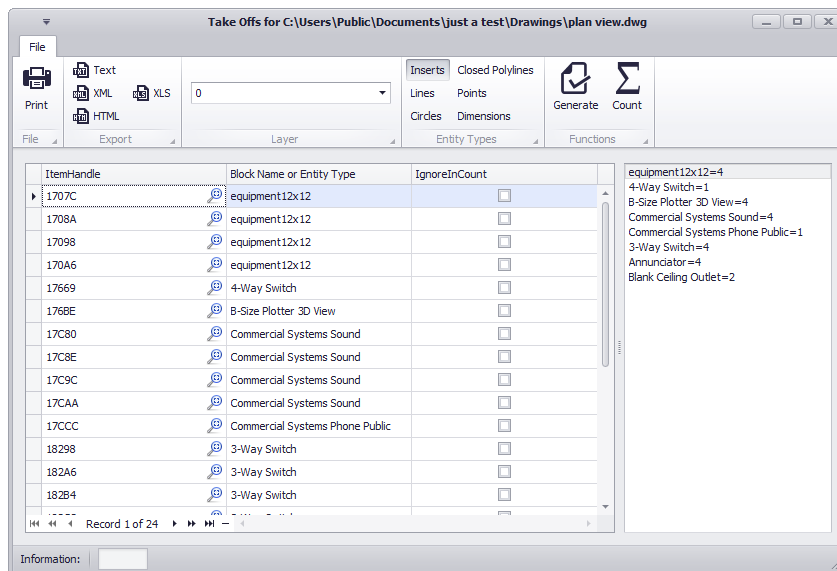 Take Offs for C:\Users\Public\Documents\just a test\Drawings\plan view.dwg
File
Print
Text
XML
XLS
HTML
0
Inserts
Closed Polylines
Lines
Points
Circles
Dimensions
Generate
Count
File
Export
Layer
Entity Types
Functions
ItemHandle Block Name or Entity Type IgnoreInCount
1707C equipment12x12
1708A equipment12x12
17098 equipment12x12
170A6 equipment12x12
17669 4-Way Switch
176BE B-Size Plotter 3D View
17C80 Commercial Systems Sound
17C8E Commercial Systems Sound
17C9C Commercial Systems Sound
17CAA Commercial Systems Sound
17CCC Commercial Systems Phone Public
18298 3-Way Switch
182A6 3-Way Switch
182B4 3-Way Switch
Record 1 of 24
equipment12x12=4
4-Way Switch=1
B-Size Plotter 3D View=4
Commercial Systems Sound=4
Commercial Systems Phone Public=1
3-Way Switch=4
Annunciator=4
Blank Ceiling Outlet=2
Information: